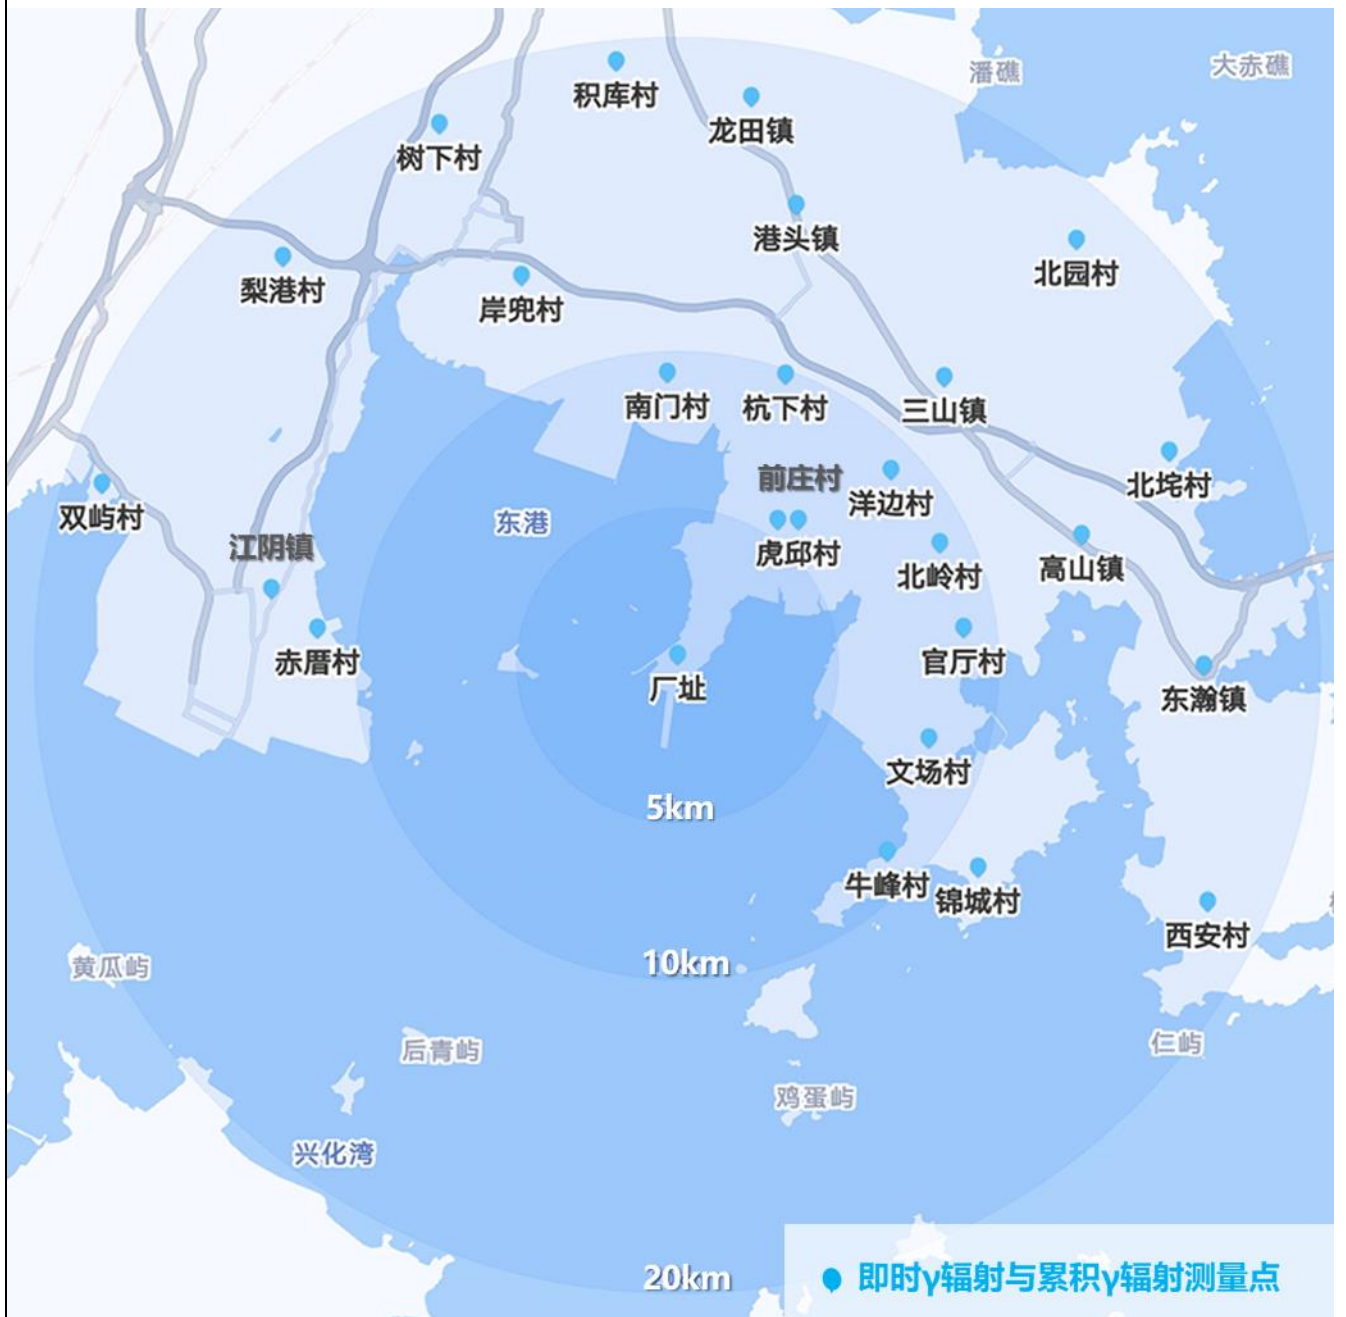 潘礁
大赤礁
积库村
龙田镇
树下村
港头镇
北园村
梨港村
岸兜村
南门村
杭下村
三山镇
前庄村
北垞村
洋边村
双屿村
东港
江阴镇
虎邱村
北岭村
高山镇
赤厝村
官厅村
厂址
东瀚镇
文场村
5km
牛峰村
锦城村
西安村
10km
黄瓜屿
后青屿
仁屿
鸡蛋屿
兴化湾
20km
即时γ辐射与累积γ辐射测量点